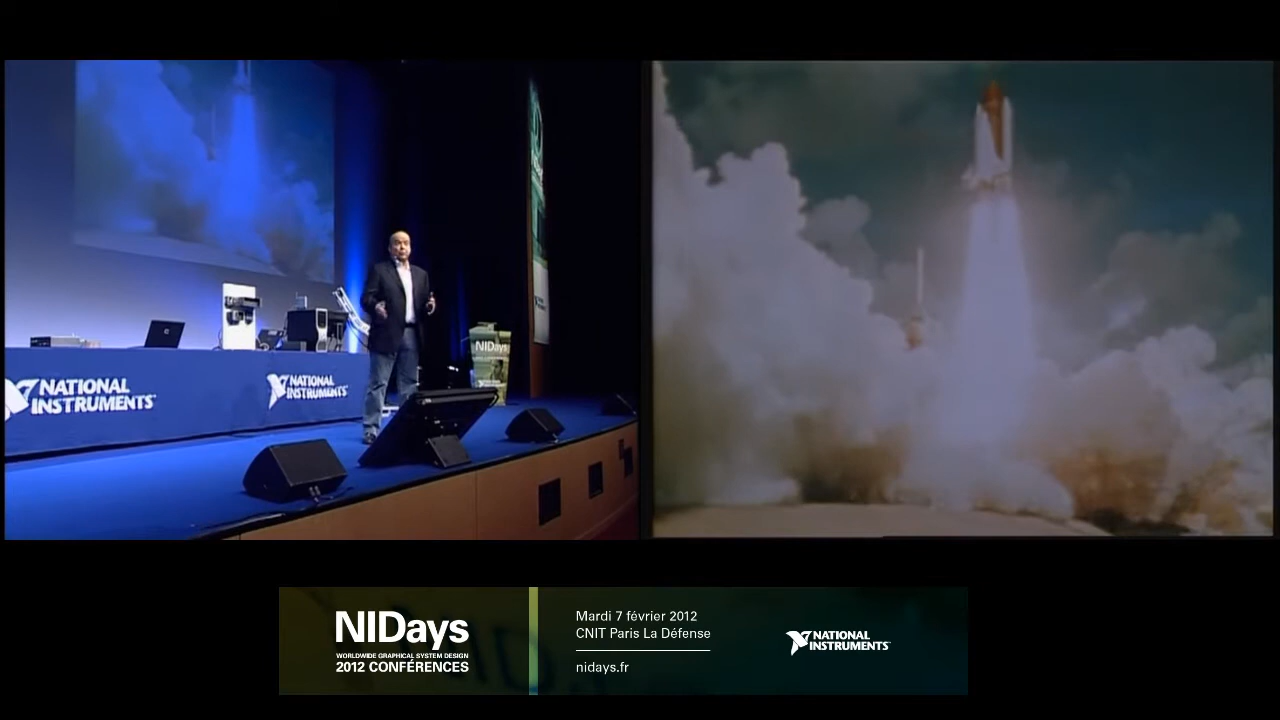 NATIONAL
INSTRUMENTS
NATIONAL
INSTRUMENTS
NIDays
NIDays
WORLDWIDE GRAPHICAL SYSTEM DESIGN
2012 CONFÉRENCES
Mardi 7 février 2012
CNIT Paris La Défense
nidays.fr
NATIONAL
INSTRUMENTS